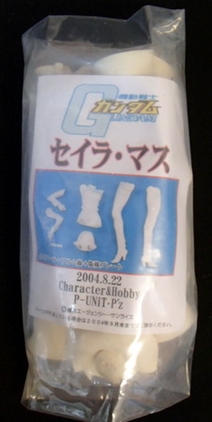 機動戦士
ガンダム
GUNDAM
セイラ・マス
2004.8.22
Character&Hobby
P-UNiT・P'z